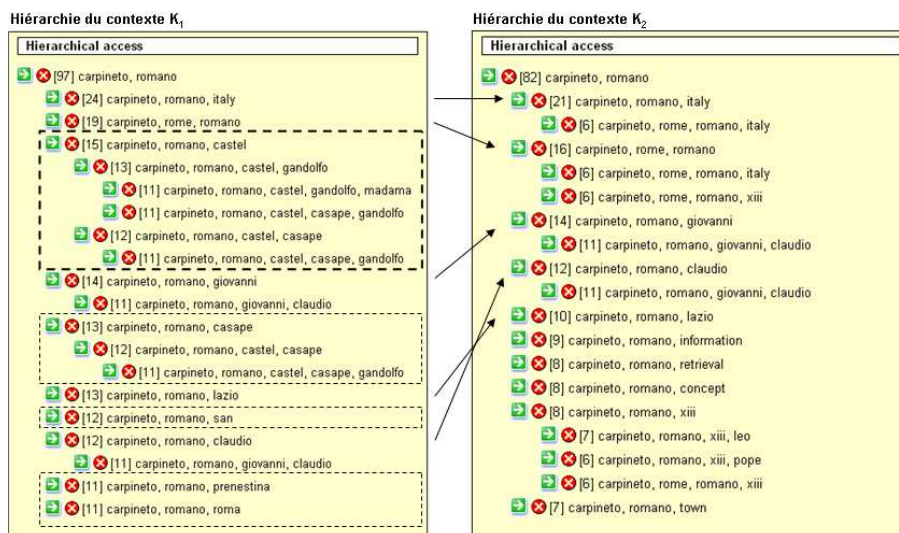 Hiérarchie du contexte K1
Hierarchical access
[97] carpineto, romano
[24] carpineto, romano, italy
[19] carpineto, rome, romano
[15] carpineto, romano, castel
[13] carpineto, romano, castel, gandolfo
[11] carpineto, romano, castel, gandolfo, madama
[11] carpineto, romano, castel, casape, gandolfo
[12] carpineto, romano, castel, casape
[11] carpineto, romano, castel, casape, gandolfo
[14] carpineto, romano, giovanni
[11] carpineto, romano, giovanni, claudio
[13] carpineto, romano, casape
[12] carpineto, romano, castel, casape
[11] carpineto, romano, castel, casape, gandolfo
[13] carpineto, romano, lazio
[12] carpineto, romano, san
[12] carpineto, romano, claudio
[11] carpineto, romano, giovanni, claudio
[11] carpineto, romano, prenestina
[11] carpineto, romano, roma
Hiérarchie du contexte K2
Hierarchical access
[82] carpineto, romano
[21] carpineto, romano, italy
[6] carpineto, rome, romano, italy
[16] carpineto, rome, romano
[6] carpineto, rome, romano, italy
[6] carpineto, rome, romano, xiii
[14] carpineto, romano, giovanni
[11] carpineto, romano, giovanni, claudio
[12] carpineto, romano, claudio
[11] carpineto, romano, giovanni, claudio
[10] carpineto, romano, lazio
[9] carpineto, romano, information
[8] carpineto, romano, retrieval
[8] carpineto, romano, concept
[8] carpineto, romano, xiii
[7] carpineto, romano, xiii, leo
[6] carpineto, romano, xiii, pope
[6] carpineto, rome, romano, xiii
[7] carpineto, romano, town